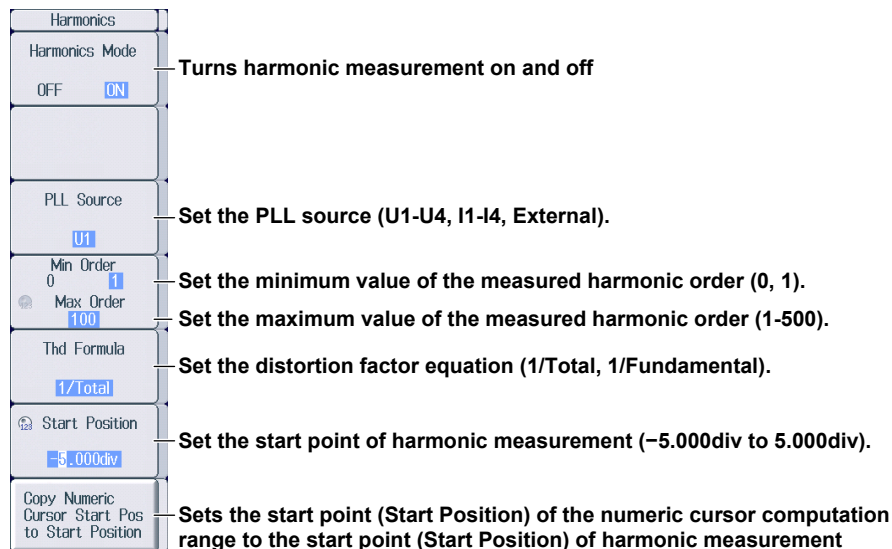 Harmonics
Harmonics Mode
OFF ON
Turns harmonic measurement on and off
PLL Source
U1
Set the PLL source (U1-U4, I1-I4, External).
Min Order
0 1
Set the minimum value of the measured harmonic order (0, 1).
Max Order
100
Set the maximum value of the measured harmonic order (1-500).
Thd Formula
1/Total
Set the distortion factor equation (1/Total, 1/Fundamental).
Start Position
-5.000div
Set the start point of harmonic measurement (−5.000div to 5.000div).
Copy Numeric
Cursor Start Pos
to Start Position
Sets the start point (Start Position) of the numeric cursor computation
range to the start point (Start Position) of harmonic measurement